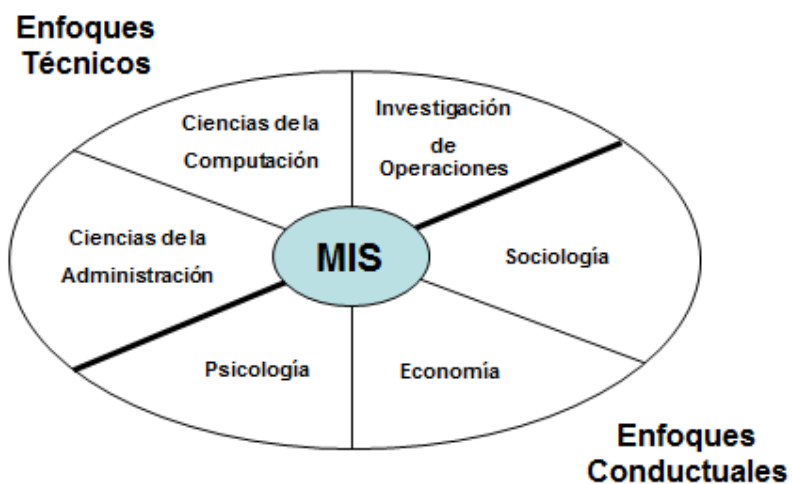 Enfoques
Técnicos
Ciencias de la
Computación
Investigación
de
Operaciones
Ciencias de la
Administración
MIS
Sociología
Psicología
Economía
Enfoques
Conductuales